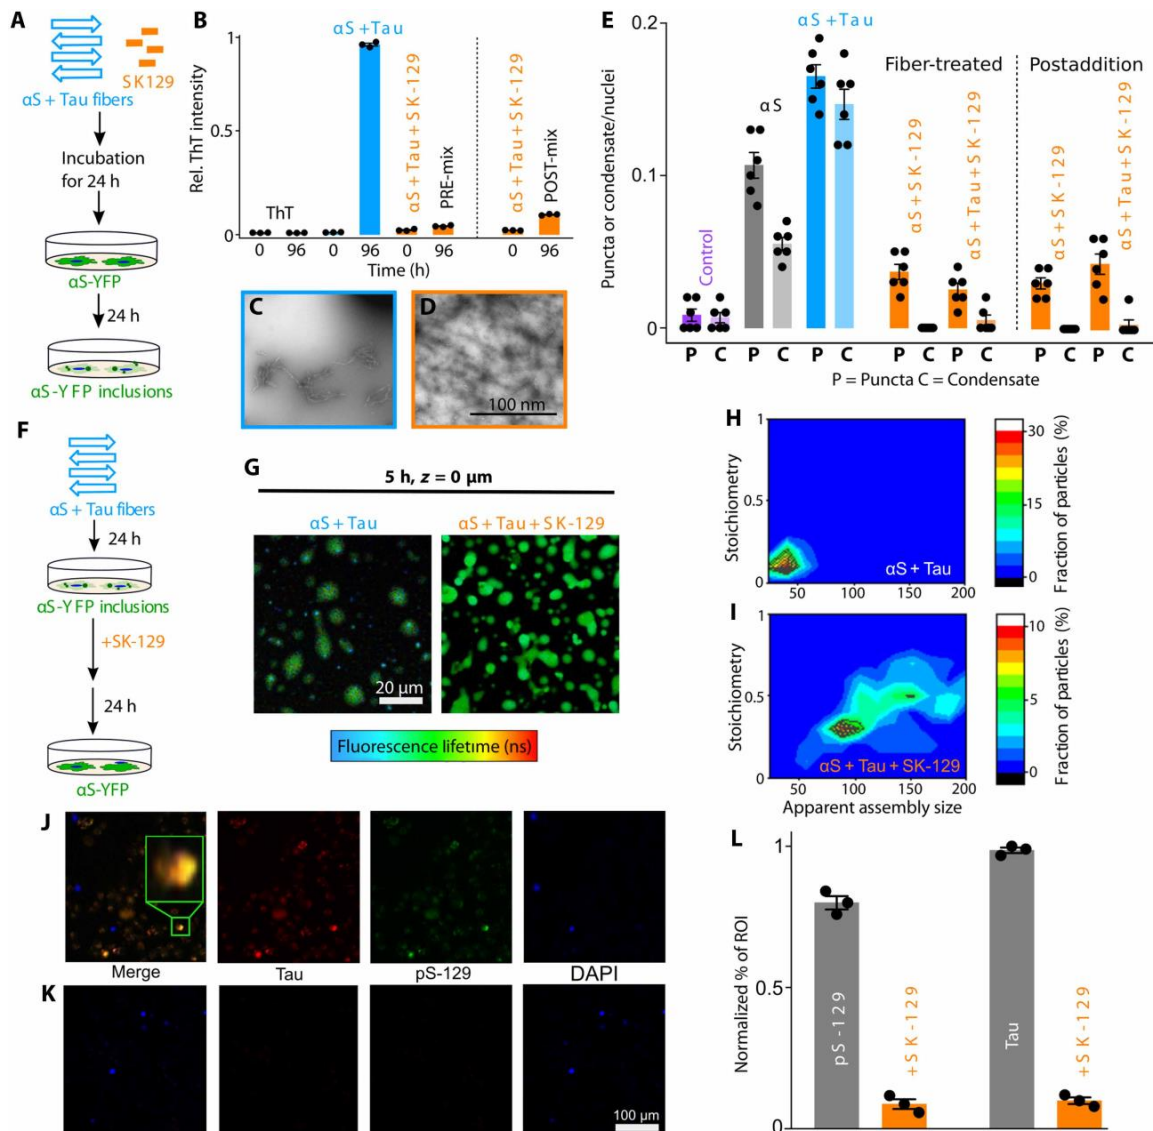 A
SK129
αS + Tau fibers
Incubation
for 24 h
αS-YFP
24 h
αS-YFP inclusions
B
Rel. ThT intensity
1
0.5
0
αS+Tau
ThT
αS+Tau+SK-129
PRE-mix
αS+Tau+SK-129
POST-mix
0 96 0 96 0 96 0 96
Time (h)
C
D
100 nm
E
Puncta or condensate/nuclei
0.2
0.1
0
Control
αS
αS+Tau
Fiber-treated
αS+SK-129
αS+Tau+SK-129
Postaddition
αS+SK-129
αS+Tau+SK-129
P C P C P C P C P C P C P C
P = Puncta C = Condensate
F
αS + Tau fibers
24 h
αS-YFP inclusions
+SK-129
24 h
αS-YFP
G
5 h, z = 0 μm
αS+Tau
αS+Tau+SK-129
20 μm
Fluorescence lifetime (ns)
H
Stoichiometry
1
0.5
0
αS + Tau
50 100 150 200
30
15
0
Fraction of particles (%)
I
Stoichiometry
1
0.5
0
αS + Tau + SK-129
50 100 150 200
Apparent assembly size
10
5
0
Fraction of particles (%)
J
Merge
Tau
pS-129
DAPI
K
100 μm
L
Normalized % of ROI
1
0.5
0
pS-129
+SK-129
Tau
+SK-129